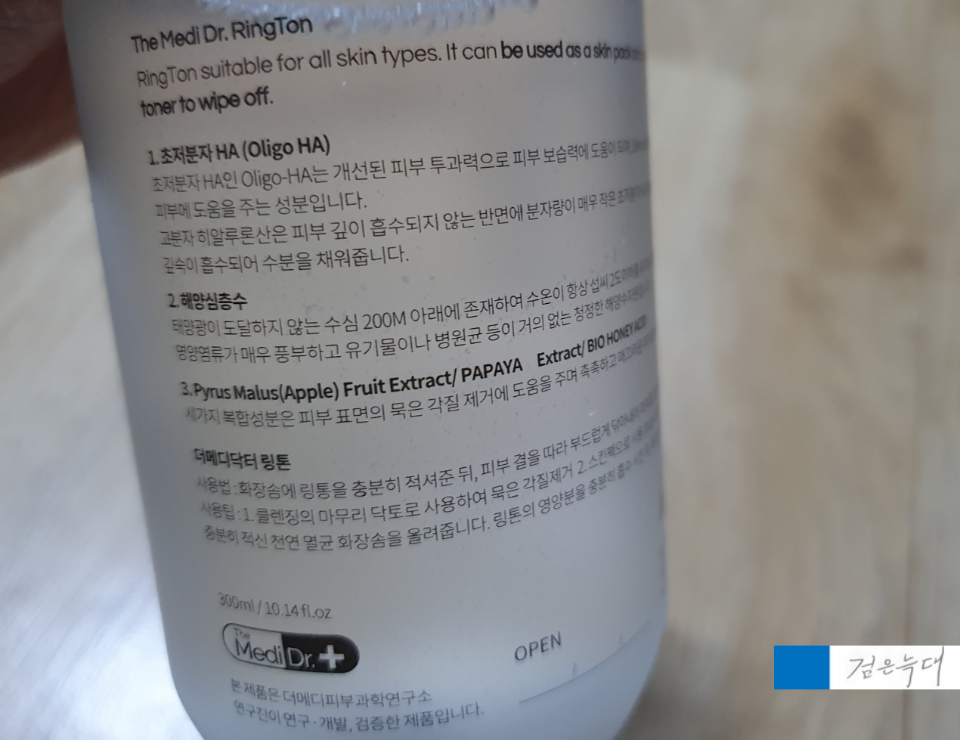 The Medi Dr. RingTon
RingTon suitable for all skin types. It can be used as a skin pack
toner to wipe off.
1.초저분자 HA (Oligo HA)
초저분자 HA인 Oligo-HA는 개선된 피부 투과력으로 피부 보습력에 도움이 되며,
피부에 도움을 주는 성분입니다.
고분자 히알루론산은 피부 깊이 흡수되지 않는 반면에 분자량이 매우 작은
깊숙이 흡수되어 수분을 채워줍니다.
2.해양심층수
태양광이 도달하지 않는 수심 200M 아래에 존재하여 수온이 항상 섭씨 2도이하를
영양염류가 매우 풍부하고 유기물이나 병원균 등이 거의 없는 청정한
3.Pyrus Malus(Apple) Fruit Extract/ PAPAYA Extract/ BIO HONEY ACID
세가지 복합성분은 피부 표면의 묵은 각질 제거에 도움을 주며 촉촉하고
더메디닥터 링톤
사용법 : 화장솜에 링톤을 충분히 적셔준 뒤, 피부 결을 따라 부드럽게 닦아내어
사용팁 : 1. 클렌징의 마무리 닥토로 사용하여 묵은 각질제거 2. 스킨팩으로 사용
충분히 적신 천연 멸균 화장솜을 올려줍니다. 링톤의 영양분을 충분히 흡수
300ml / 10.14 fl.oz
The
Medi Dr.+
OPEN
본 제품은 더메디피부과학연구소
연구진이 연구·개발, 검증한 제품입니다.
검은늑대